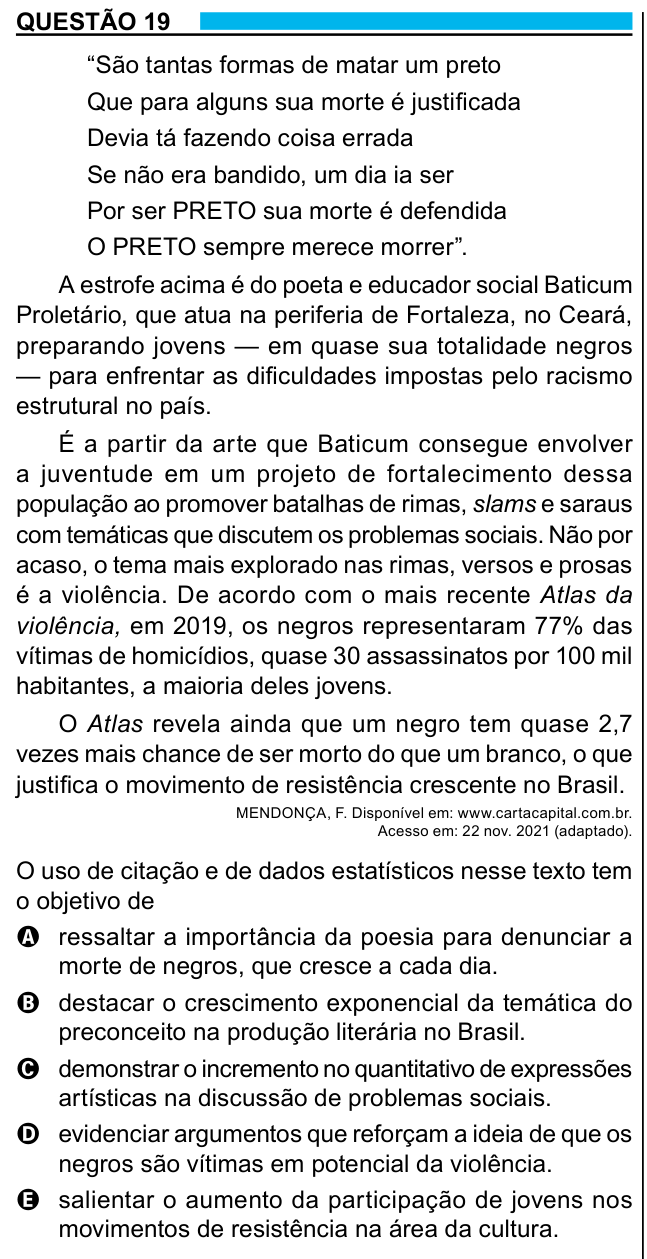 QUESTÃO 19
“São tantas formas de matar um preto
Que para alguns sua morte é justificada
Devia tá fazendo coisa errada
Se não era bandido, um dia ia ser
Por ser PRETO sua morte é defendida
O PRETO sempre merece morrer”.
A estrofe acima é do poeta e educador social Baticum
Proletário, que atua na periferia de Fortaleza, no Ceará,
preparando jovens — em quase sua totalidade negros
— para enfrentar as dificuldades impostas pelo racismo
estrutural no país.
É a partir da arte que Baticum consegue envolver
a juventude em um projeto de fortalecimento dessa
população ao promover batalhas de rimas, slams e saraus
com temáticas que discutem os problemas sociais. Não por
acaso, o tema mais explorado nas rimas, versos e prosas
é a violência. De acordo com o mais recente Atlas da
violência, em 2019, os negros representaram 77% das
vítimas de homicídios, quase 30 assassinatos por 100 mil
habitantes, a maioria deles jovens.
O Atlas revela ainda que um negro tem quase 2,7
vezes mais chance de ser morto do que um branco, o que
justifica o movimento de resistência crescente no Brasil.
MENDONÇA, F. Disponível em: www.cartacapital.com.br.
Acesso em: 22 nov. 2021 (adaptado).
O uso de citação e de dados estatísticos nesse texto tem
o objetivo de
A ressaltar a importância da poesia para denunciar a
morte de negros, que cresce a cada dia.
B destacar o crescimento exponencial da temática do
preconceito na produção literária no Brasil.
C demonstrar o incremento no quantitativo de expressões
artísticas na discussão de problemas sociais.
D evidenciar argumentos que reforçam a ideia de que os
negros são vítimas em potencial da violência.
E salientar o aumento da participação de jovens nos
movimentos de resistência na área da cultura.